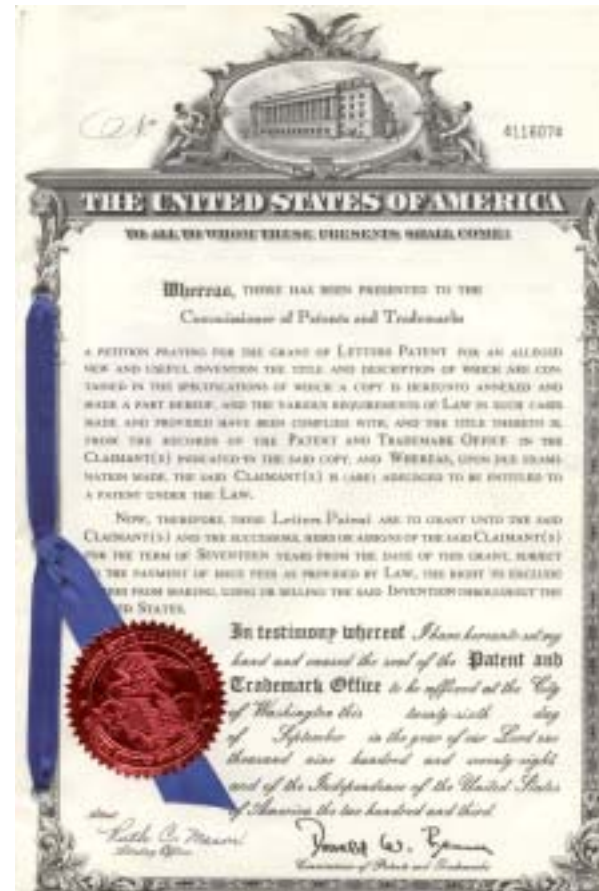 No
4116074
THE UNITED STATES OF AMERICA
TO ALL TO WHOM THESE PRESENTS SHALL COME:
Whereas, THERE HAS BEEN PRESENTED TO THE
Commissioner of Patents and Trademarks
A PETITION PRAYING FOR THE GRANT OF LETTERS PATENT FOR AN ALLEGED
NEW AND USEFUL INVENTION THE TITLE AND DESCRIPTION OF WHICH ARE CON-
TAINED IN THE SPECIFICATIONS OF WHICH A COPY IS HEREUNTO ANNEXED AND
MADE A PART HEREOF, AND THE VARIOUS REQUIREMENTS OF LAW IN SUCH CASES
MADE AND PROVIDED HAVE BEEN COMPLIED WITH, AND THE TITLE THERETO IS,
FROM THE RECORDS OF THE PATENT AND TRADEMARK OFFICE IN THE
CLAIMANT(S) INDICATED IN THE SAID COPY, AND WHEREAS, UPON DUE EXAMI-
NATION MADE, THE SAID CLAIMANT(S) IS (ARE) ADJUDGED TO BE ENTITLED TO
A PATENT UNDER THE LAW.
NOW, THEREFORE, THESE Letters Patent ARE TO GRANT UNTO THE SAID
CLAIMANT(S) AND THE SUCCESSORS, HEIRS OR ASSIGNS OF THE SAID CLAIMANT(S)
FOR THE TERM OF SEVENTEEN YEARS FROM THE DATE OF THIS GRANT, SUBJECT
THE PAYMENT OF ISSUE FEES AS PROVIDED BY LAW, THE RIGHT TO EXCLUDE
FROM MAKING, USING OR SELLING THE SAID INVENTION THROUGHOUT THE
STATES.
In testimony whereof I have hereunto set my
hand and caused the seal of the Patent and
Trademark Office to be affixed at the City
of Washington this twenty-sixth day
of September in the year of our Lord one
thousand nine hundred and seventy-eight
and of the Independence of the United States
of America the two hundred and third.
Attest
Ruth C. Mason
Attesting Officer
Donald W. Banner
Commissioner of Patents and Trademarks